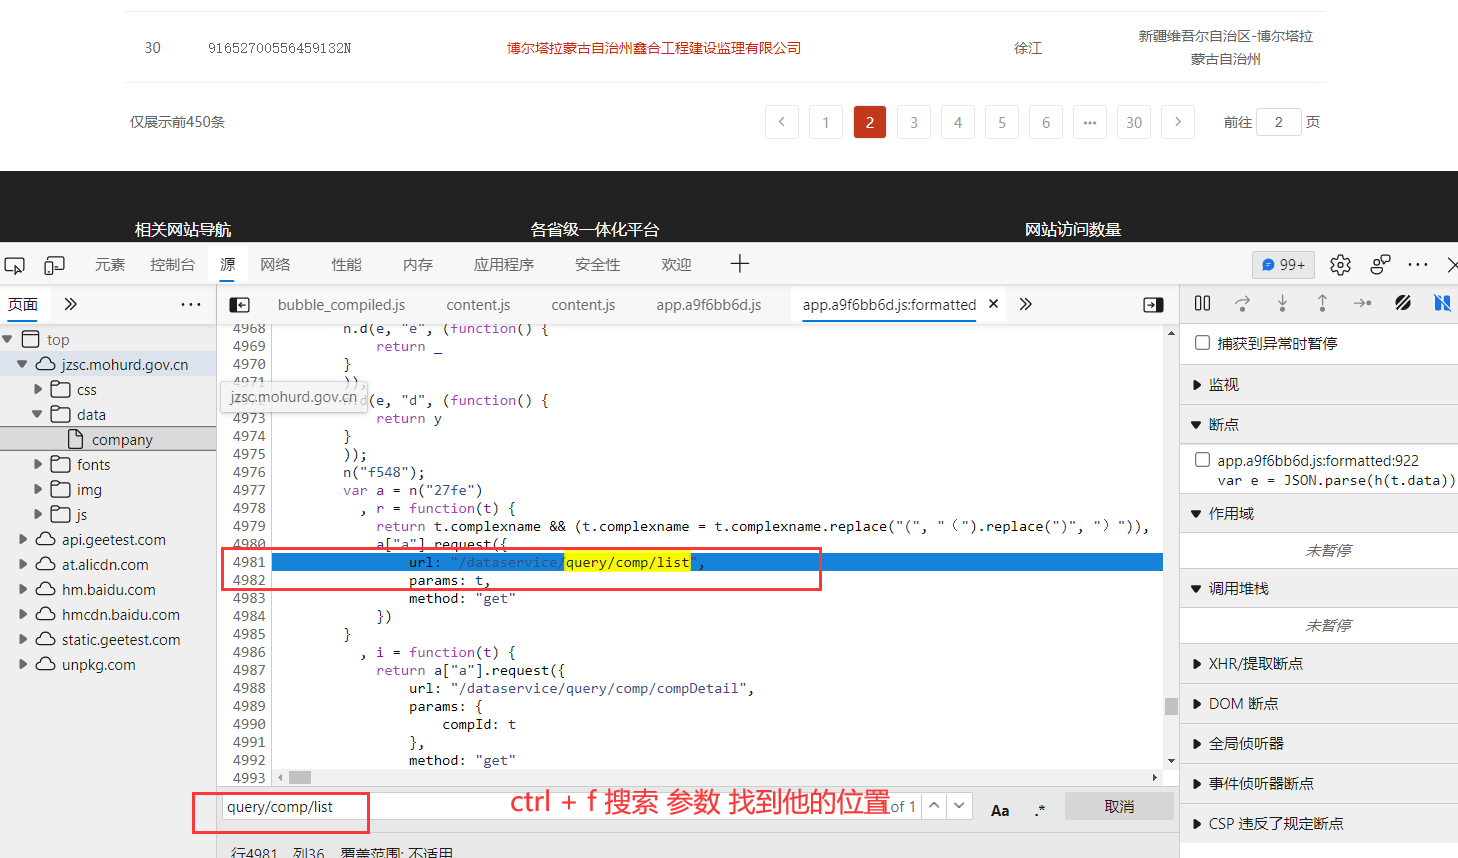 30 91652700556459132N 博尔塔拉蒙古自治州鑫合工程建设监理有限公司 徐江 新疆维吾尔自治区-博尔塔拉
蒙古自治州
仅展示前450条 1 2 3 4 5 6 ••• 30 前往 2 页
相关网站导航 各省级一体化平台 网站访问数量
元素 控制台 源 网络 性能 内存 应用程序 安全性 欢迎 99+
页面 bubble_compiled.js content.js content.js app.a9f6bb6d.js app.a9f6bb6d.js:formatted
top
jzsc.mohurd.gov.cn
css
data
company
fonts
img
js
api.geetest.com
at.alicdn.com
hm.baidu.com
hmcdn.baidu.com
static.geetest.com
unpkg.com
jzsc.mohurd.gov.cn
4968 n.d(e, "e", (function() {
4969 return _
4970 }
4971 )),
d(e, "d", (function() {
4973 return y
4974 }
4975 ));
4976 n("f548");
4977 var a = n("27fe")
4978 , r = function(t) {
4979 return t.complexname && (t.complexname = t.complexname.replace("(", "（").replace(")", "）")),
4980 a["a"].request({
4981 url: "/dataservice/query/comp/list",
4982 params: t,
4983 method: "get"
4984 })
4985 }
4986 , i = function(t) {
4987 return a["a"].request({
4988 url: "/dataservice/query/comp/compDetail",
4989 params: {
4990 compId: t
4991 },
4992 method: "get"
4993
query/comp/list ctrl + f 搜索 参数 找到他的位置 of 1 Aa .* 取消
行4981，列36 覆盖范围: 不适用
捕获到异常时暂停
监视
断点
app.a9f6bb6d.js:formatted:922
var e = JSON.parse(h(t.data))
作用域
未暂停
调用堆栈
未暂停
XHR/提取断点
DOM 断点
全局侦听器
事件侦听器断点
CSP 违反了规定断点